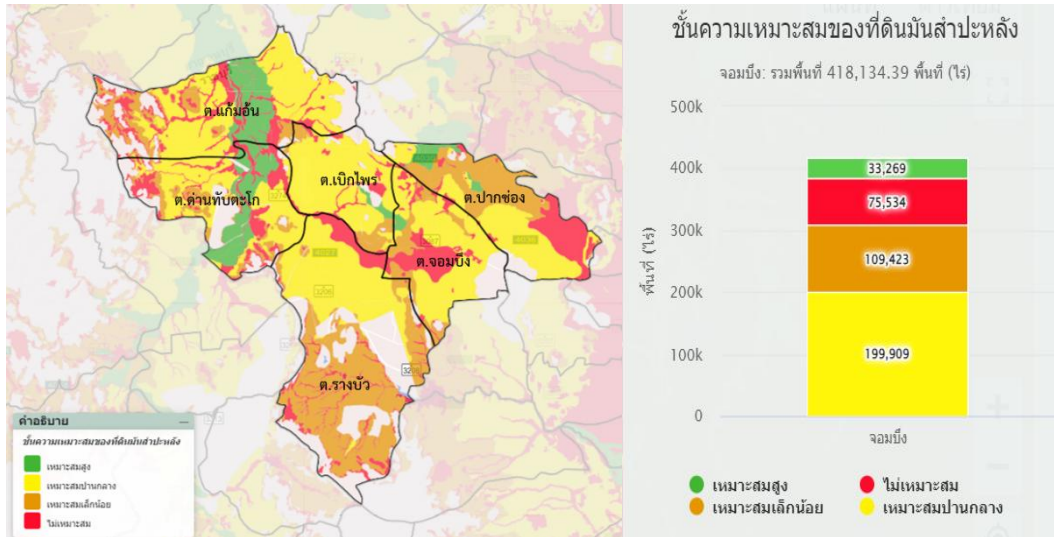 ต.แก้มอ้น
ต.เบิกไพร
ต.ด่านทับตะโก
ต.ปากช่อง
ต.จอมบึง
ต.รางบัว
3206
คำอธิบาย
ชั้นความเหมาะสมของที่ดินมันสำปะหลัง
เหมาะสมสูง
เหมาะสมปานกลาง
เหมาะสมเล็กน้อย
ไม่เหมาะสม
ชั้นความเหมาะสมของที่ดินมันสำปะหลัง
จอมบึง: รวมพื้นที่ 418,134.39 พื้นที่ (ไร่)
พื้นที่ (ไร่)
500k
400k
300k
200k
100k
0
33,269
75,534
109,423
199,909
จอมบึง
เหมาะสมสูง
ไม่เหมาะสม
เหมาะสมเล็กน้อย
เหมาะสมปานกลาง